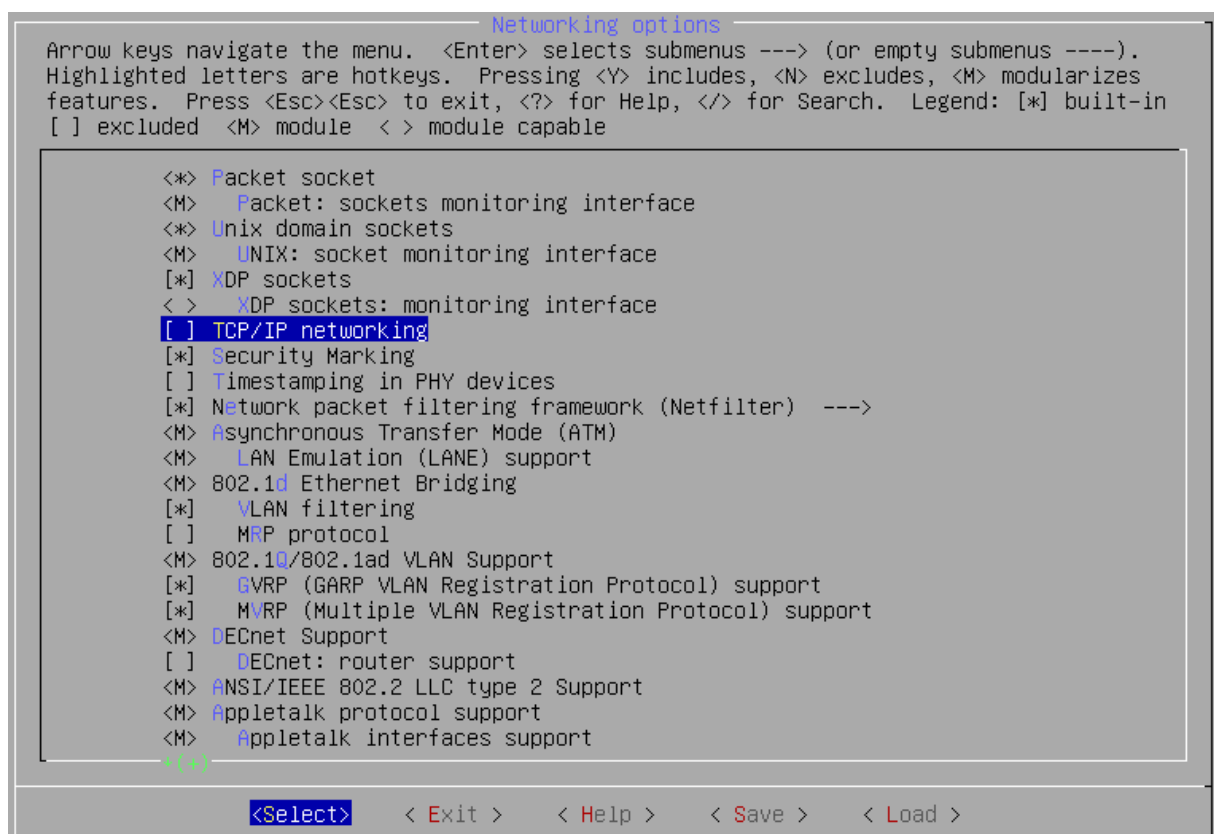 Networking options
Arrow keys navigate the menu.  <Enter> selects submenus ---> (or empty submenus ----).
Highlighted letters are hotkeys.  Pressing <Y> includes, <N> excludes, <M> modularizes
features.  Press <Esc><Esc> to exit, <?> for Help, </> for Search.  Legend: [*] built-in
[ ] excluded  <M> module  < > module capable
<*> Packet socket
<M>   Packet: sockets monitoring interface
<*> Unix domain sockets
<M>   UNIX: socket monitoring interface
[*] XDP sockets
< >   XDP sockets: monitoring interface
[ ] TCP/IP networking
[*] Security Marking
[ ] Timestamping in PHY devices
[*] Network packet filtering framework (Netfilter)  --->
<M> Asynchronous Transfer Mode (ATM)
<M>   LAN Emulation (LANE) support
<M> 802.1d Ethernet Bridging
[*]   VLAN filtering
[ ]   MRP protocol
<M> 802.1Q/802.1ad VLAN Support
[*]   GVRP (GARP VLAN Registration Protocol) support
[*]   MVRP (Multiple VLAN Registration Protocol) support
<M> DECnet Support
[ ]   DECnet: router support
<M> ANSI/IEEE 802.2 LLC type 2 Support
<M> Appletalk protocol support
<M>   Appletalk interfaces support
↓(+)
<Select>    < Exit >    < Help >    < Save >    < Load >